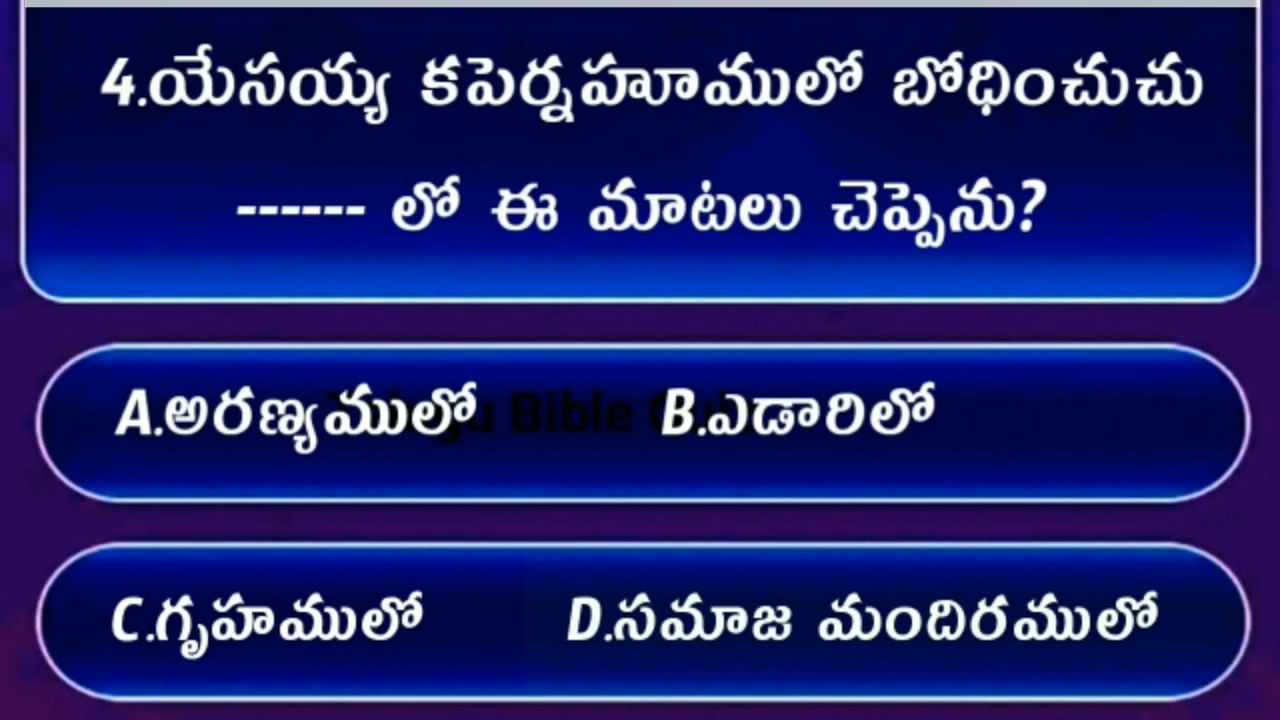 4.యేసయ్య కపెర్నహూములో బోధించుచు
------ లో ఈ మాటలు చెప్పెను?
A.అరణ్యములో B.ఎడారిలో
C.గృహములో D.సమాజ మందిరములో